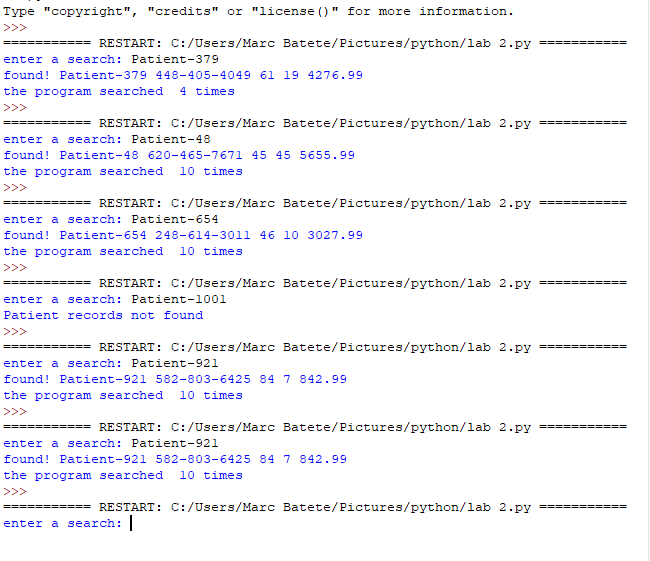 Type "copyright", "credits" or "license()" for more information.
>>>
=========== RESTART: C:/Users/Marc Batete/Pictures/python/lab 2.py ===========
enter a search: Patient-379
found! Patient-379 448-405-4049 61 19 4276.99
the program searched  4 times
>>>
=========== RESTART: C:/Users/Marc Batete/Pictures/python/lab 2.py ===========
enter a search: Patient-48
found! Patient-48 620-465-7671 45 45 5655.99
the program searched  10 times
>>>
=========== RESTART: C:/Users/Marc Batete/Pictures/python/lab 2.py ===========
enter a search: Patient-654
found! Patient-654 248-614-3011 46 10 3027.99
the program searched  10 times
>>>
=========== RESTART: C:/Users/Marc Batete/Pictures/python/lab 2.py ===========
enter a search: Patient-1001
Patient records not found
>>>
=========== RESTART: C:/Users/Marc Batete/Pictures/python/lab 2.py ===========
enter a search: Patient-921
found! Patient-921 582-803-6425 84 7 842.99
the program searched  10 times
>>>
=========== RESTART: C:/Users/Marc Batete/Pictures/python/lab 2.py ===========
enter a search: Patient-921
found! Patient-921 582-803-6425 84 7 842.99
the program searched  10 times
>>>
=========== RESTART: C:/Users/Marc Batete/Pictures/python/lab 2.py ===========
enter a search: